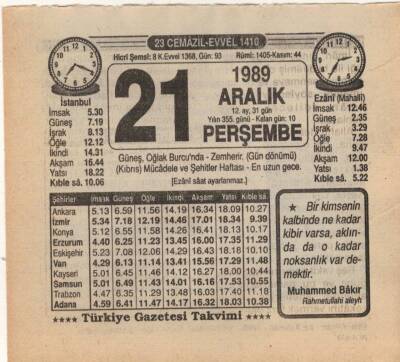 23 CEMAZİL-EVVEL 1410
Hicri Şemsî: 8 K.Evvel 1368, Gün: 93
Rûmi: 1405-Kasım: 44
21
1989
ARALIK
12. ay, 31 gün
Yılın 355. günü - Kalan gün: 10
PERŞEMBE
İstanbul
İmsak 5.30
Güneş 7.19
İşrak 8.13
Öğle 12.12
İkindi 14.31
Akşam 16.44
Yatsı 18.22
Kıble sâ. 10.06
Ezânî (Mahallî)
İmsak 12.46
Güneş 2.35
İşrak 3.29
Öğle 7.28
İkindi 9.47
Akşam 12.00
Yatsı 1.38
Kıble sâ. 5.22
Güneş, Oğlak Burcu'nda - Zemherir. (Gün dönümü)
(Kıbrıs) Mücâdele ve Şehitler Haftası - En uzun gece.
[Ezânî sâat ayarlanmaz.]
Şehirler İmsak Güneş Öğle İkindi Akşam Yatsı Kıble sâ.
Ankara 5.13 6.59 11.56 14.19 16.34 18.09 10.27
İzmir 5.34 7.18 12.19 14.46 17.01 18.34 9.39
Konya 5.12 6.55 11.58 14.26 16.41 18.13 10.17
Erzurum 4.40 6.25 11.23 13.45 16.00 17.35 11.29
Eskişehir 5.23 7.08 12.06 14.29 16.43 18.18 10.10
Van 4.29 6.13 11.14 13.41 15.56 17.29 11.48
Kayseri 5.01 6.45 11.46 14.12 16.27 18.00 10.44
Samsun 5.01 6.49 11.43 14.01 16.16 17.53 10.55
Trabzon 4.47 6.35 11.29 13.48 16.03 17.40 11.18
Adana 4.59 6.41 11.47 14.17 16.32 18.03 10.38
★ Bir kimsenin
kalbinde ne kadar
kibir varsa, aklın-
da da o kadar
noksanlık var de-
mektir.
Muhammed Bâkır
Rahmetullahi aleyh
★★★★ Türkiye Gazetesi Takvimi ★★★★